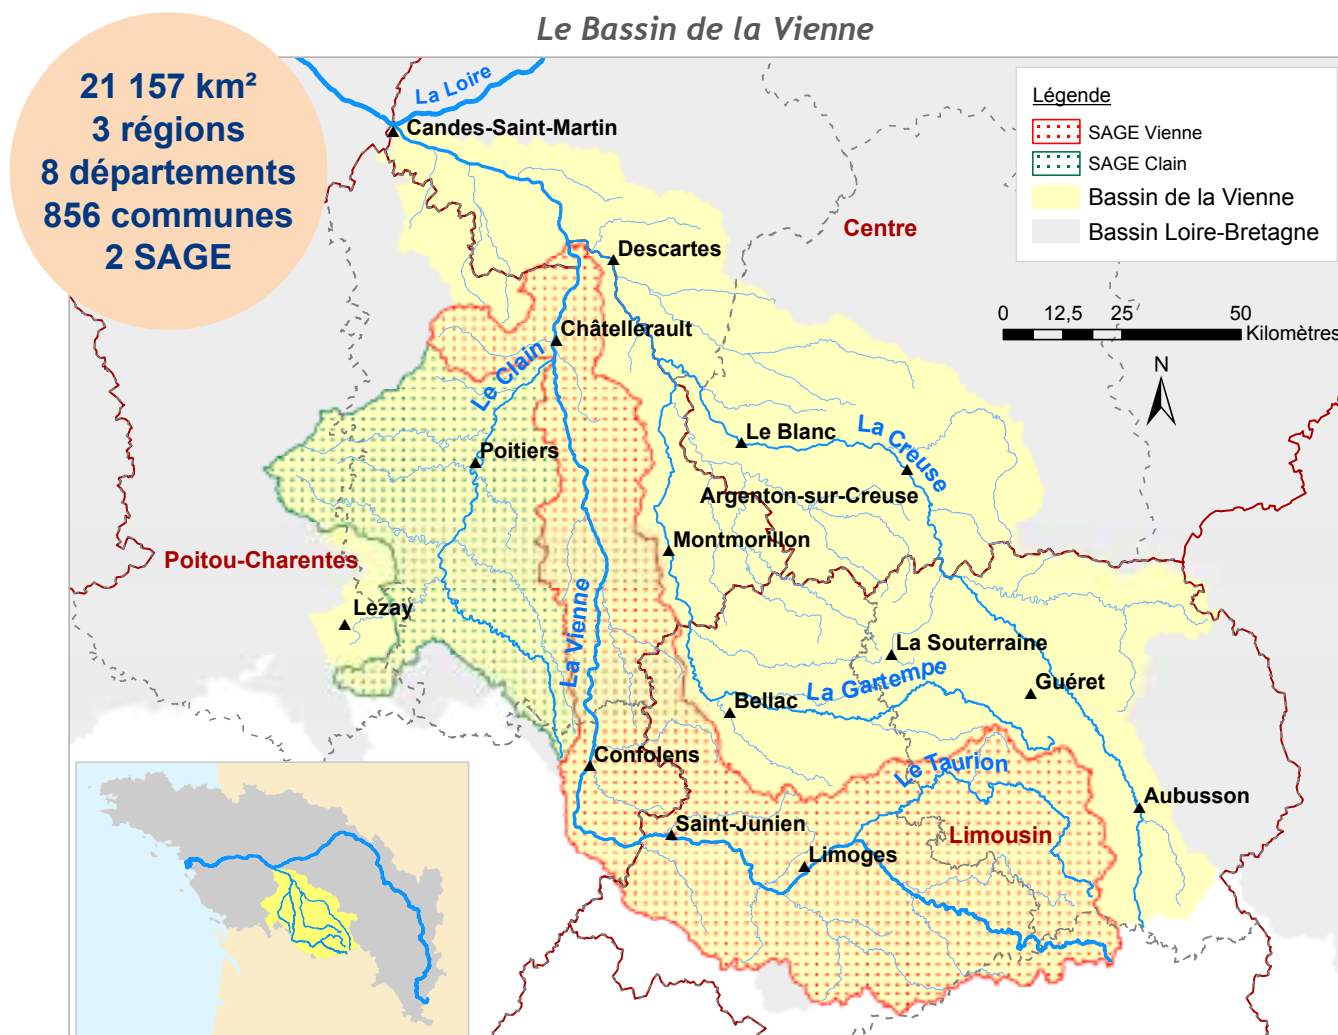 Le Bassin de la Vienne
21 157 km²
3 régions
8 départements
856 communes
2 SAGE
Légende
SAGE Vienne
SAGE Clain
Bassin de la Vienne
Bassin Loire-Bretagne
0 12,5 25 50
Kilomètres
N
La Loire
Candes-Saint-Martin
Centre
Descartes
Châtellerault
Le Clain
Le Blanc
La Creuse
Poitiers
Argenton-sur-Creuse
Montmorillon
Poitou-Charentes
Lezay
La Vienne
La Souterraine
La Gartempe
Guéret
Bellac
Confolens
Le Taurion
Aubusson
Saint-Junien
Limousin
Limoges